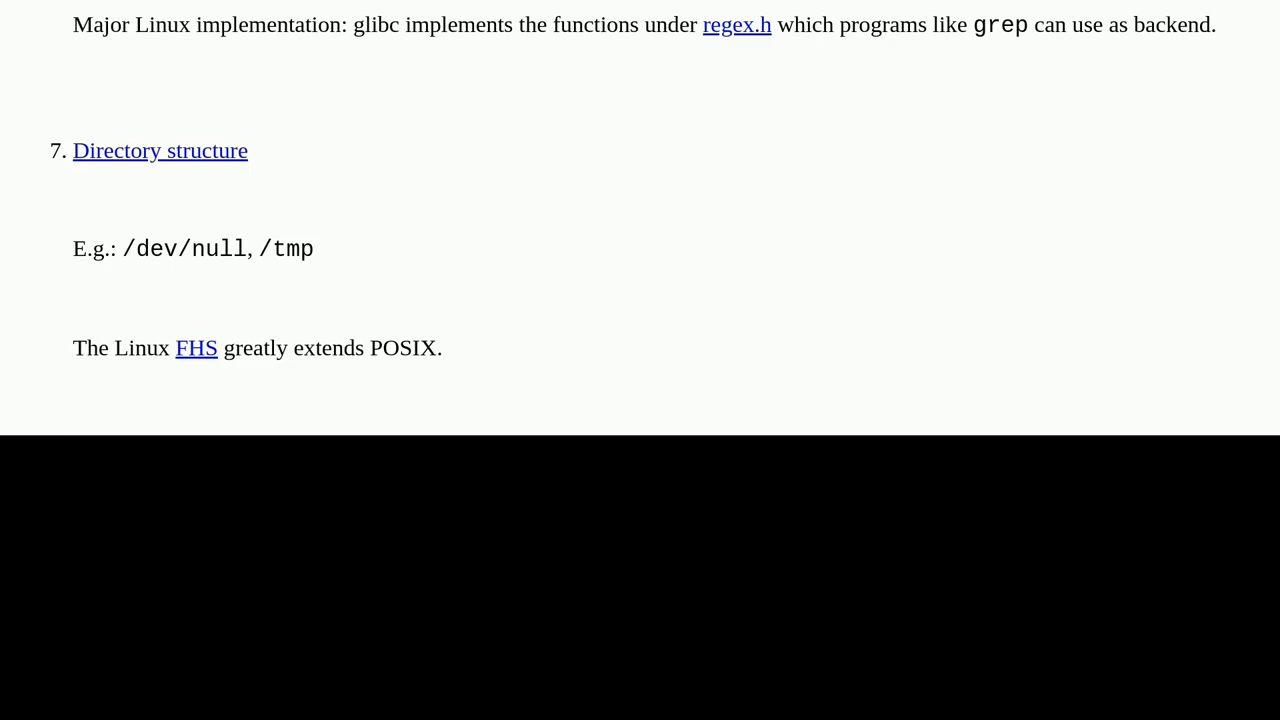 Major Linux implementation: glibc implements the functions under regex.h which programs like grep can use as backend.
7. Directory structure
E.g.: /dev/null, /tmp
The Linux FHS greatly extends POSIX.